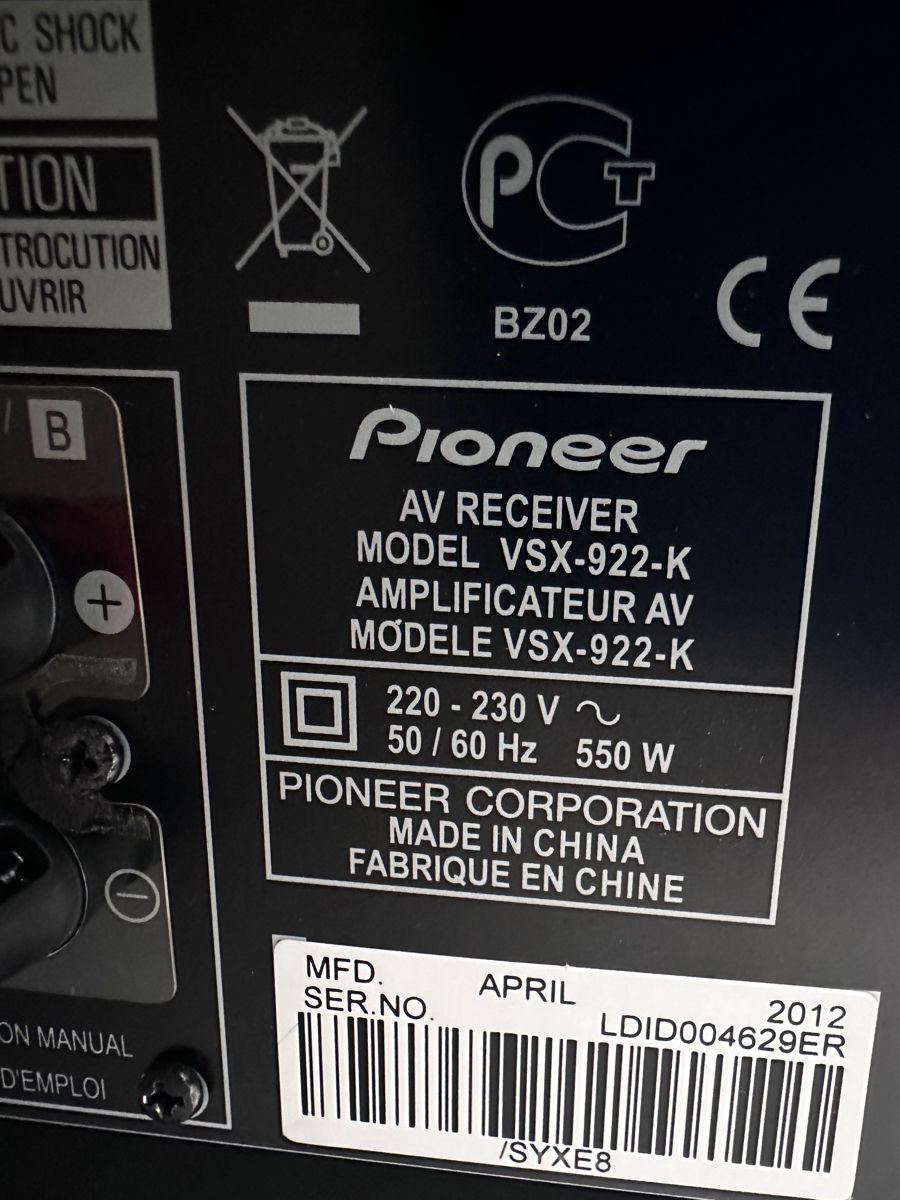 C SHOCK
PEN
TION
TROCUTION
UVRIR
PCT
BZ02
CE
B
Pioneer
AV RECEIVER
MODEL VSX-922-K
AMPLIFICATEUR AV
MODÈLE VSX-922-K
220 - 230 V ~
50 / 60 Hz 550 W
PIONEER CORPORATION
MADE IN CHINA
FABRIQUE EN CHINE
+
−
ON MANUAL
D'EMPLOI
MFD. APRIL 2012
SER.NO. LDID004629ER
/SYXE8